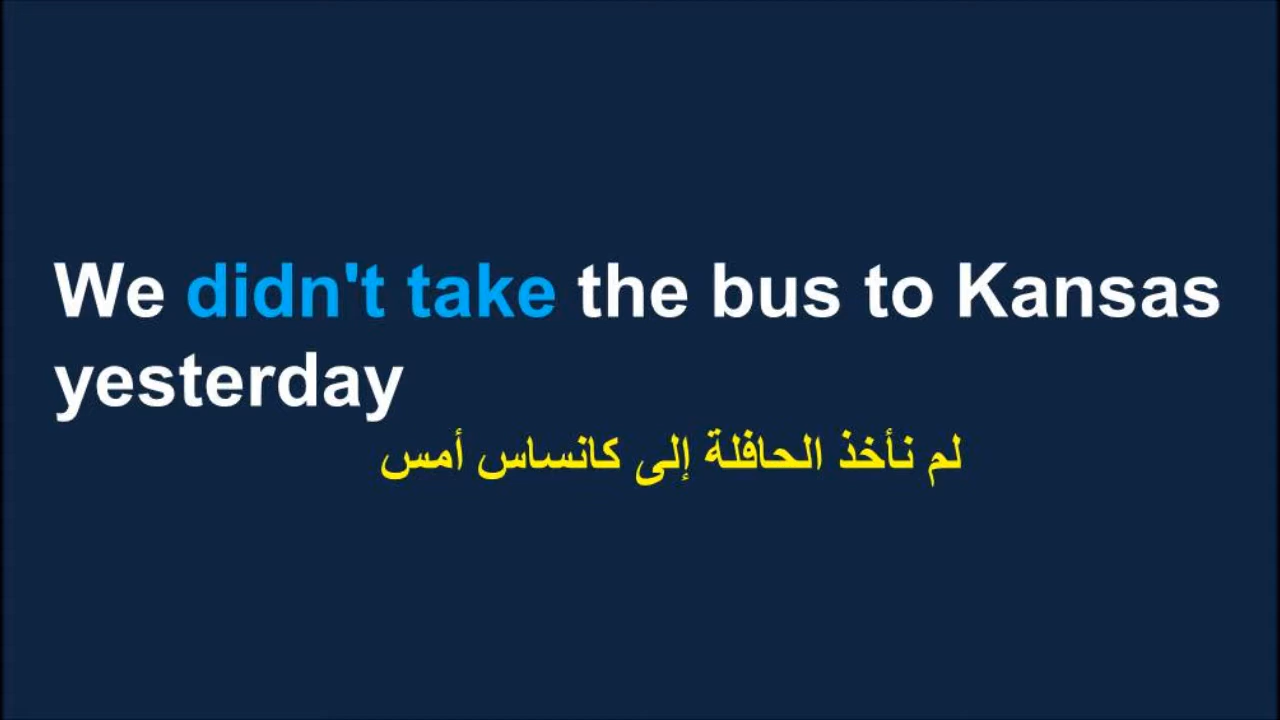 We didn't take the bus to Kansas
yesterday
لم نأخذ الحافلة إلى كانساس أمس